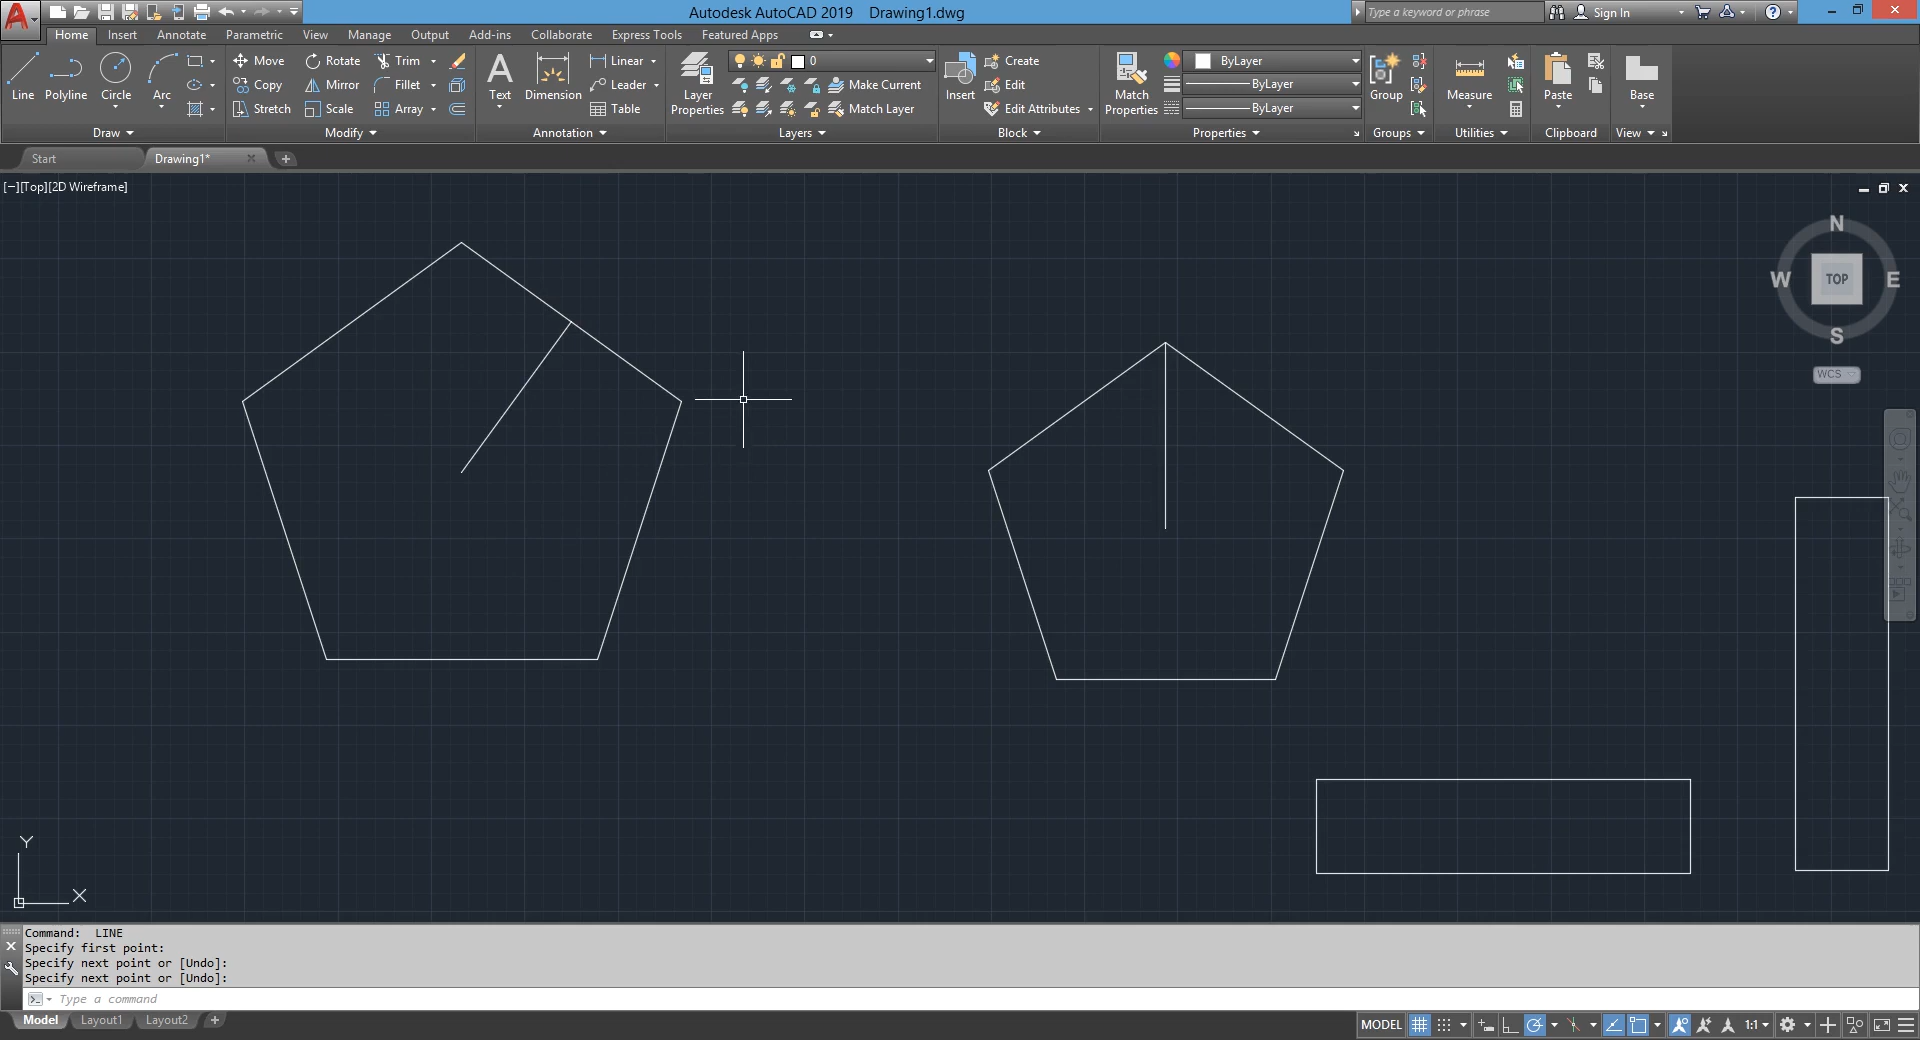 Autodesk AutoCAD 2019 Drawing1.dwg
Type a keyword or phrase
Sign In
Home Insert Annotate Parametric View Manage Output Add-ins Collaborate Express Tools Featured Apps
Line Polyline Circle Arc
Move Rotate Trim
Copy Mirror Fillet
Stretch Scale Array
Text Dimension
Linear
Leader
Table
Layer Properties
0
Make Current
Match Layer
Insert
Create
Edit
Edit Attributes
Match Properties
ByLayer
ByLayer
ByLayer
Group
Measure
Paste
Base
Draw Modify Annotation Layers Block Properties Groups Utilities Clipboard View
Start Drawing1*
[−][Top][2D Wireframe]
N
W TOP E
S
WCS
Y
X
Command: LINE
Specify first point:
Specify next point or [Undo]:
Specify next point or [Undo]:
Type a command
Model Layout1 Layout2
MODEL 1:1